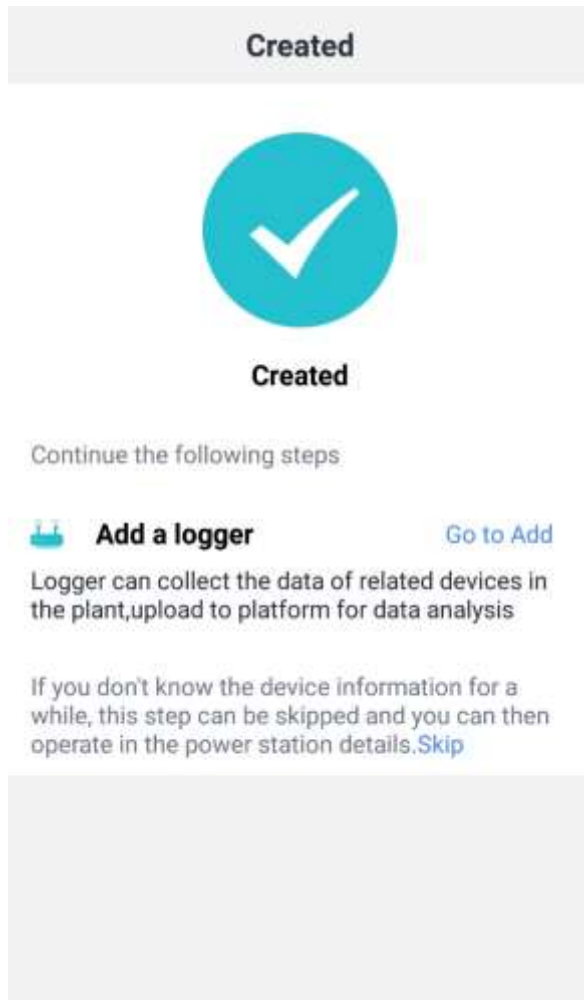 Created
Created
Continue the following steps
Add a logger Go to Add
Logger can collect the data of related devices in
the plant,upload to platform for data analysis
If you don't know the device information for a
while, this step can be skipped and you can then
operate in the power station details.Skip